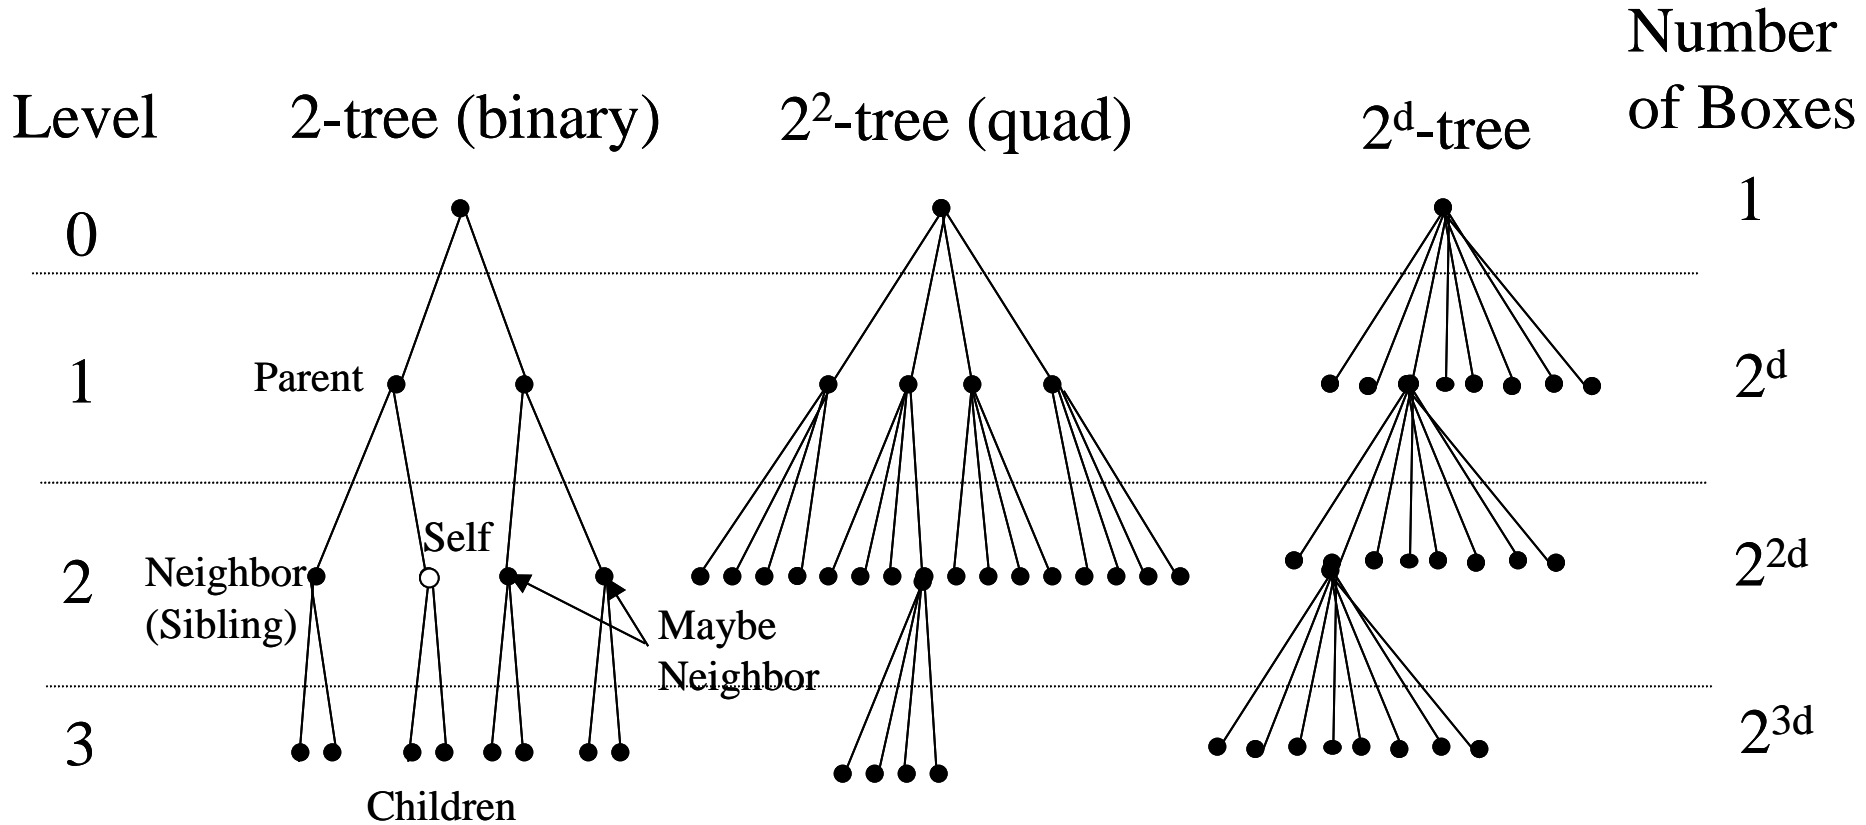 Number
of Boxes
Level
2-tree (binary)
2²-tree (quad)
2ᵈ-tree
0
1
1
Parent
2ᵈ
2
Self
Neighbor
(Sibling)
Maybe
Neighbor
2²ᵈ
3
Children
2³ᵈ